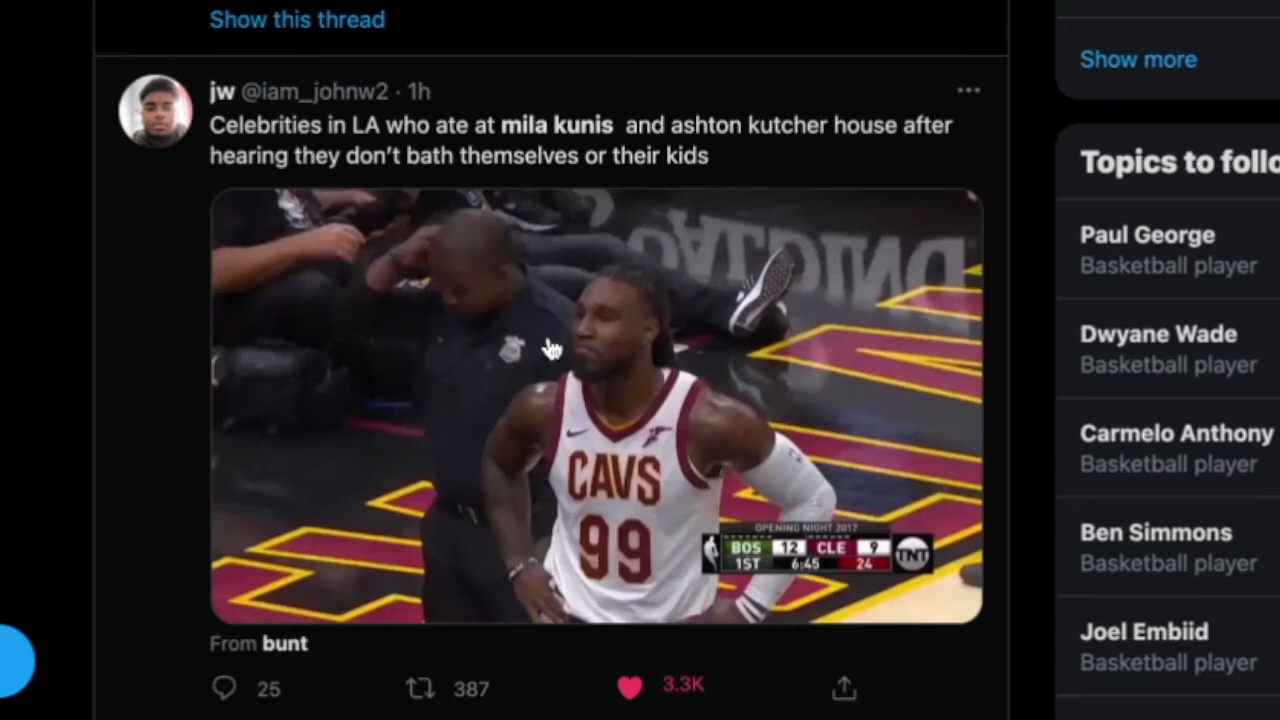 Show this thread
Show more
jw @iam_johnw2 · 1h
Celebrities in LA who ate at mila kunis and ashton kutcher house after
hearing they don't bath themselves or their kids
CAVS
99
OPENING NIGHT 2017
BOS 12 CLE 9
1ST 6:45 24
TNT
From bunt
25 387 3.3K
Topics to follo
Paul George
Basketball player
Dwyane Wade
Basketball player
Carmelo Anthony
Basketball player
Ben Simmons
Basketball player
Joel Embiid
Basketball player